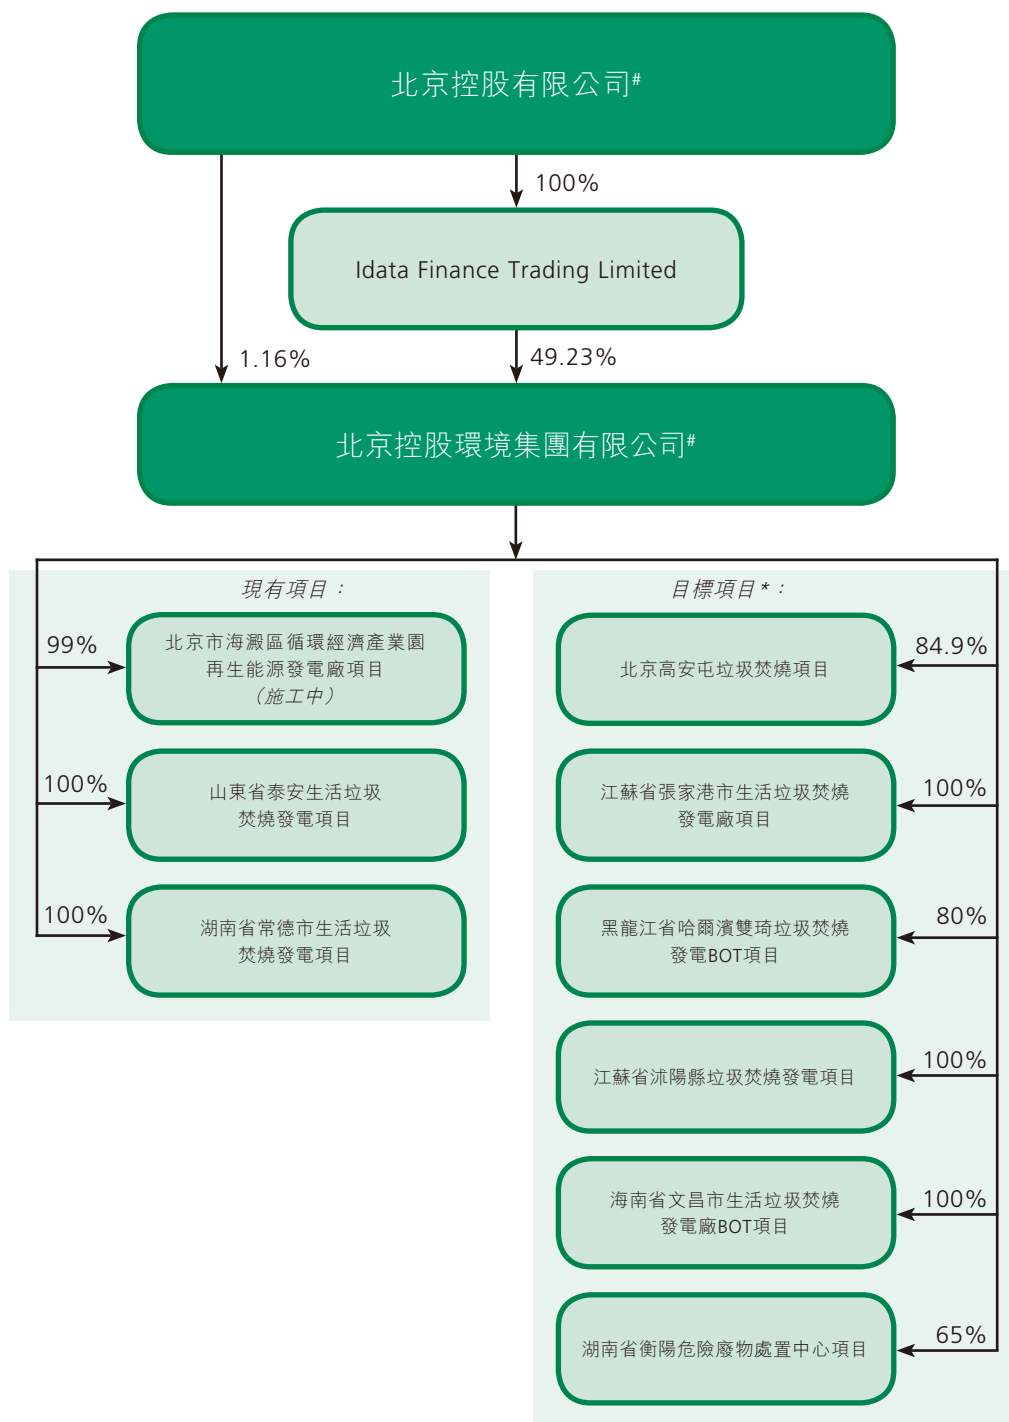 北京控股有限公司#
100%
Idata Finance Trading Limited
1.16%
49.23%
北京控股環境集團有限公司#
現有項目：
99%
北京市海澱區循環經濟產業園
再生能源發電廠項目
（施工中）
100%
山東省泰安生活垃圾
焚燒發電項目
100%
湖南省常德市生活垃圾
焚燒發電項目
目標項目*：
84.9%
北京高安屯垃圾焚燒項目
100%
江蘇省張家港市生活垃圾焚燒
發電廠項目
80%
黑龍江省哈爾濱雙琦垃圾焚燒
發電BOT項目
100%
江蘇省沭陽縣垃圾焚燒發電項目
100%
海南省文昌市生活垃圾焚燒
發電廠BOT項目
65%
湖南省衡陽危險廢物處置中心項目